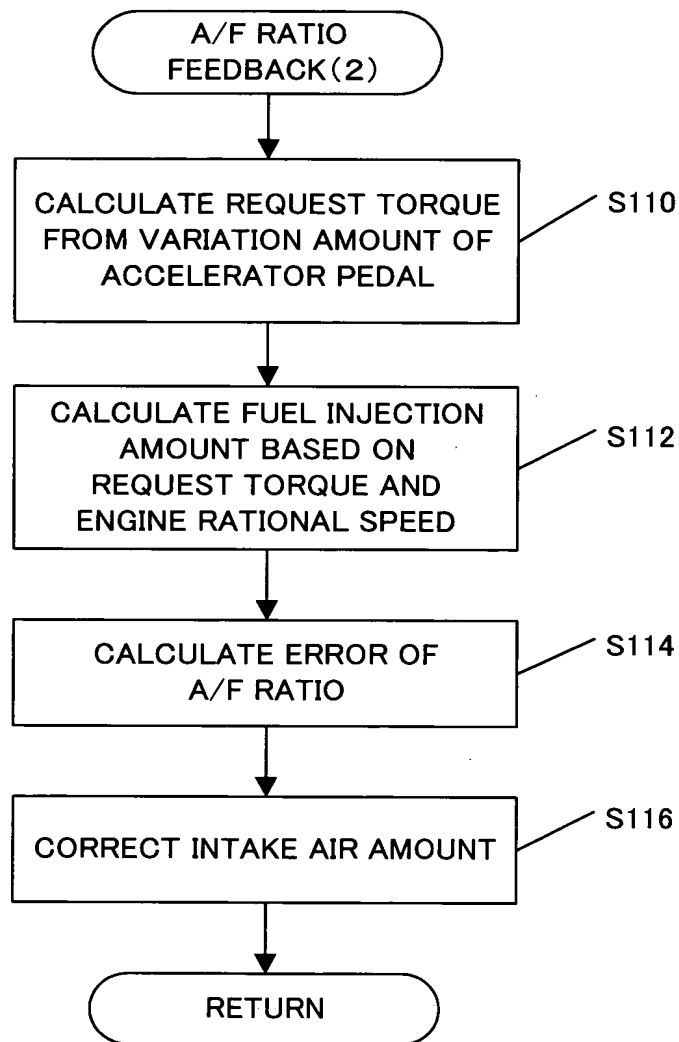 A/F RATIO
FEEDBACK(2)
CALCULATE REQUEST TORQUE
FROM VARIATION AMOUNT OF
ACCELERATOR PEDAL
S110
CALCULATE FUEL INJECTION
AMOUNT BASED ON
REQUEST TORQUE AND
ENGINE RATIONAL SPEED
S112
CALCULATE ERROR OF
A/F RATIO
S114
CORRECT INTAKE AIR AMOUNT
S116
RETURN